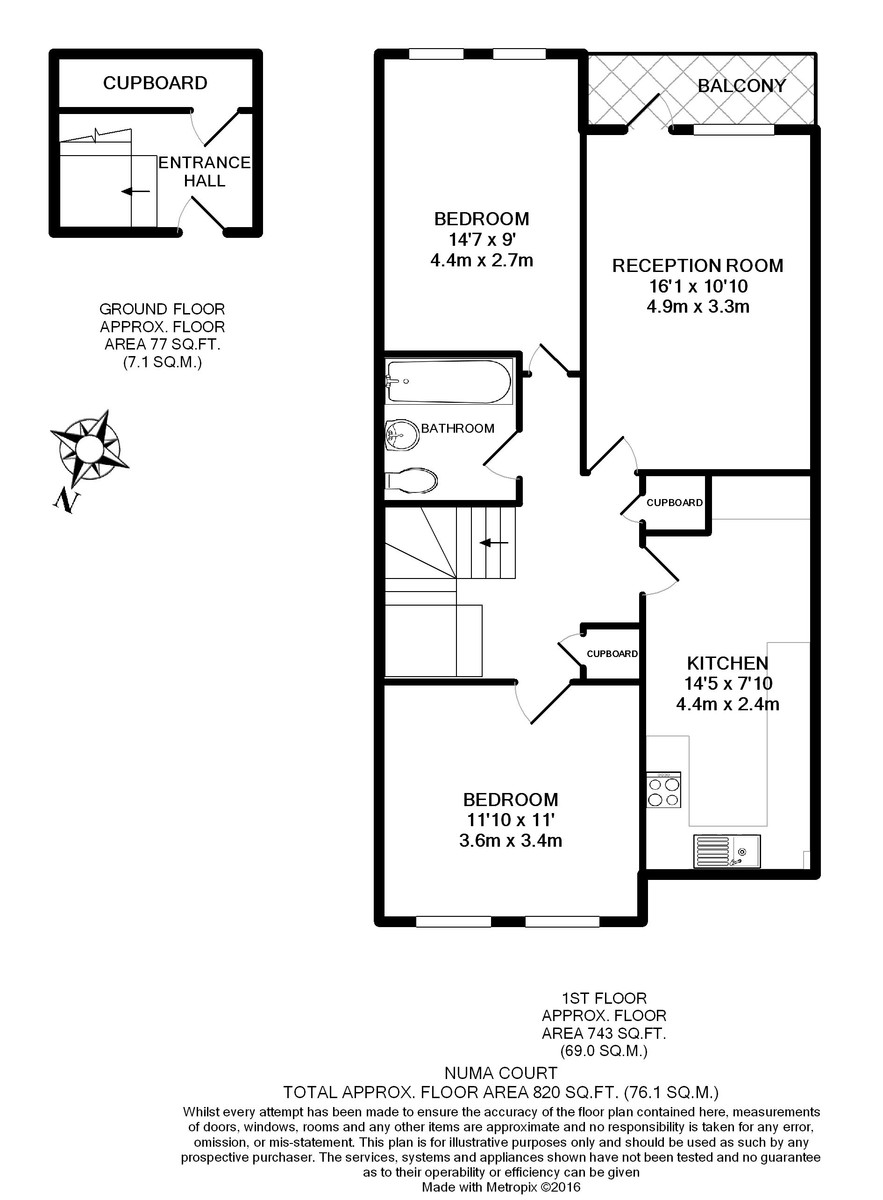 CUPBOARD
ENTRANCE
HALL
GROUND FLOOR
APPROX. FLOOR
AREA 77 SQ.FT.
(7.1 SQ.M.)
N
BALCONY
BEDROOM
14'7 x 9'
4.4m x 2.7m
RECEPTION ROOM
16'1 x 10'10
4.9m x 3.3m
BATHROOM
CUPBOARD
CUPBOARD
KITCHEN
14'5 x 7'10
4.4m x 2.4m
BEDROOM
11'10 x 11'
3.6m x 3.4m
1ST FLOOR
APPROX. FLOOR
AREA 743 SQ.FT.
(69.0 SQ.M.)
NUMA COURT
TOTAL APPROX. FLOOR AREA 820 SQ.FT. (76.1 SQ.M.)
Whilst every attempt has been made to ensure the accuracy of the floor plan contained here, measurements
of doors, windows, rooms and any other items are approximate and no responsibility is taken for any error,
omission, or mis-statement. This plan is for illustrative purposes only and should be used as such by any
prospective purchaser. The services, systems and appliances shown have not been tested and no guarantee
as to their operability or efficiency can be given
Made with Metropix ©2016